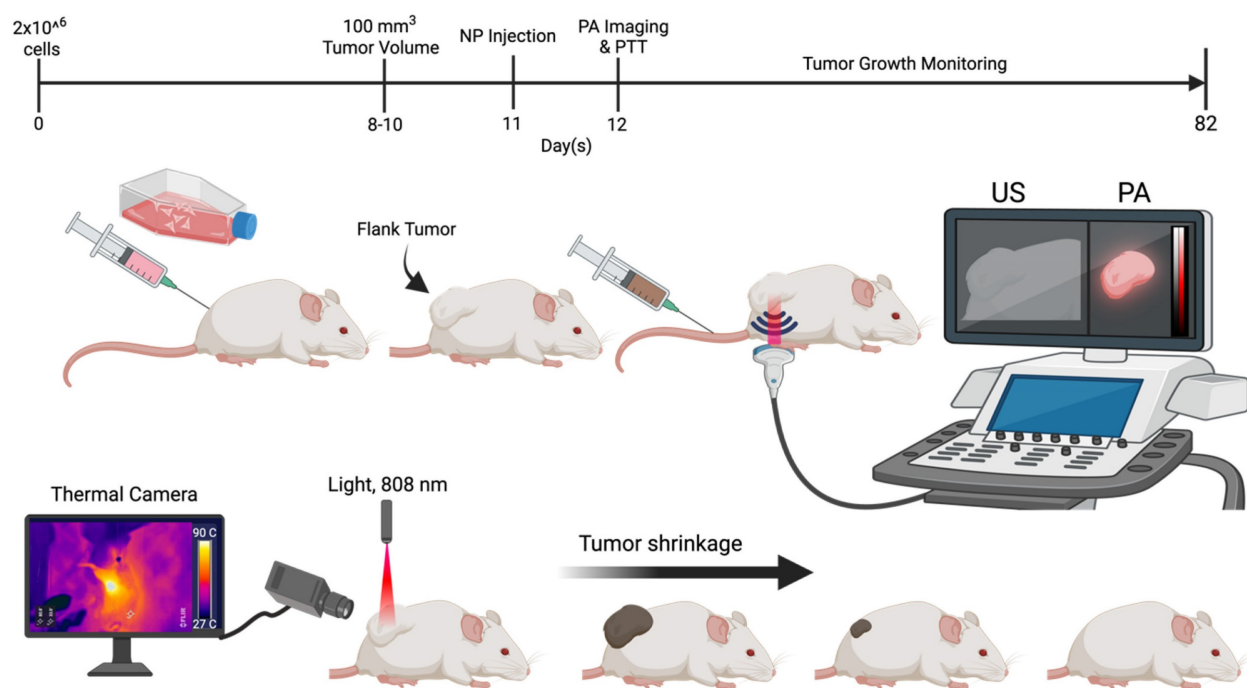 2x10^6
cells
100 mm³
Tumor Volume
NP Injection
PA Imaging
& PTT
Tumor Growth Monitoring
0
8-10
11
12
82
Day(s)
Flank Tumor
US
PA
Thermal Camera
90 C
27 C
Light, 808 nm
Tumor shrinkage